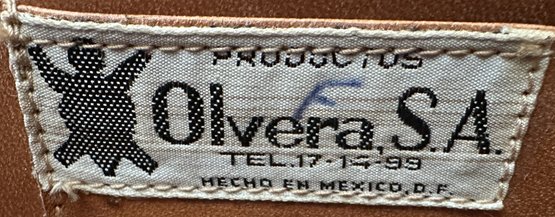 PRODUCTOS
F
Olvera, S.A.
TEL.17-14-99
HECHO EN MEXICO, D.F.